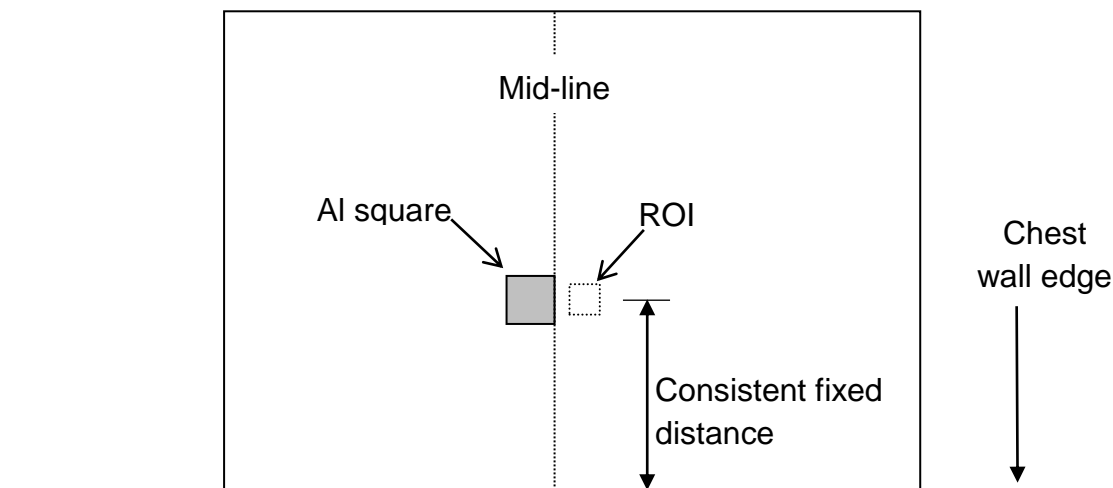 Mid-line
Al square
ROI
Chest
wall edge
Consistent fixed
distance